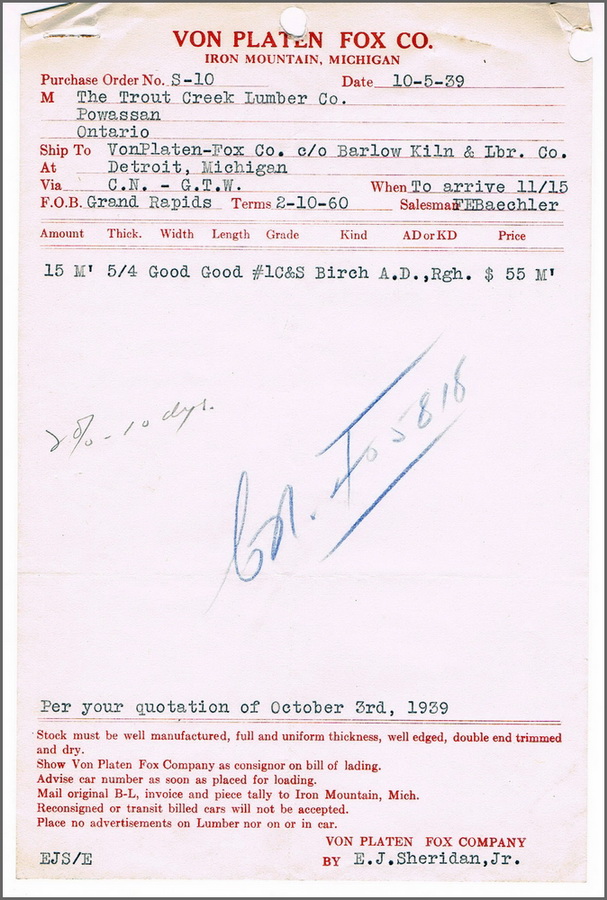 VON PLATEN FOX CO.
IRON MOUNTAIN, MICHIGAN
Purchase Order No. S-10 Date 10-5-39
M The Trout Creek Lumber Co.
Powassan
Ontario
Ship To VonPlaten-Fox Co. c/o Barlow Kiln & Lbr. Co.
At Detroit, Michigan
Via C.N. - G.T.W. When To arrive 11/15
F.O.B. Grand Rapids Terms 2-10-60 Salesman FEBaechler
Amount Thick. Width Length Grade Kind AD or KD Price
15 M' 5/4 Good Good #1C&S Birch A.D.,Rgh. $ 55 M'
2% - 10 dys.
5818
Per your quotation of October 3rd, 1939
Stock must be well manufactured, full and uniform thickness, well edged, double end trimmed
and dry.
Show Von Platen Fox Company as consignor on bill of lading.
Advise car number as soon as placed for loading.
Mail original B-L, invoice and piece tally to Iron Mountain, Mich.
Reconsigned or transit billed cars will not be accepted.
Place no advertisements on Lumber nor on or in car.
VON PLATEN FOX COMPANY
EJS/E BY E.J.Sheridan,Jr.